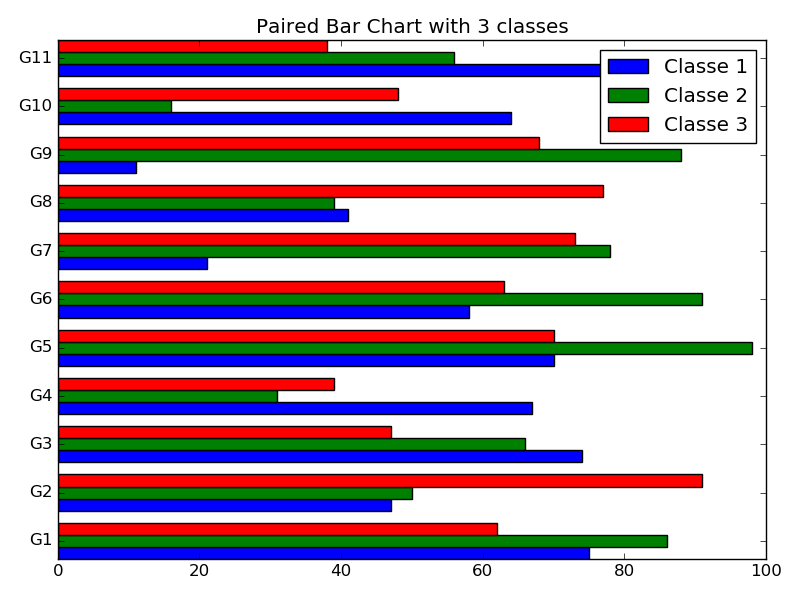 Paired Bar Chart with 3 classes
G11
G10
G9
G8
G7
G6
G5
G4
G3
G2
G1
Classe 1
Classe 2
Classe 3
0 20 40 60 80 100